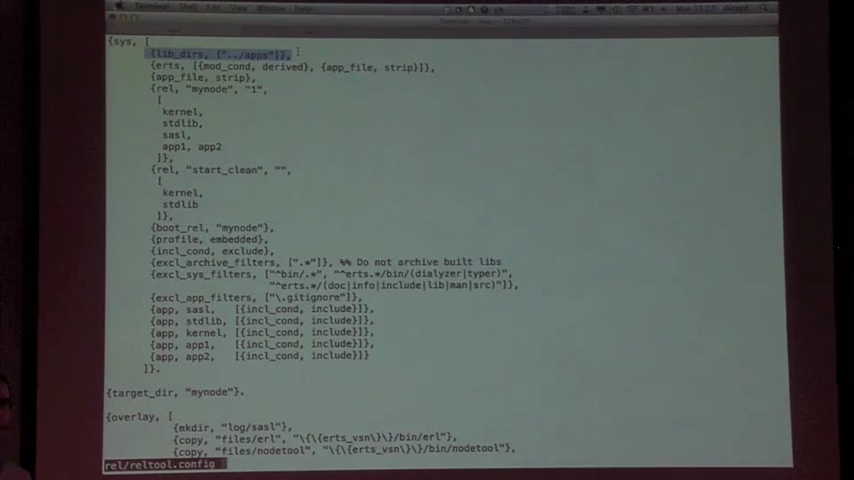 {sys, [
{lib_dirs, ["../apps"]},
{erts, [{mod_cond, derived}, {app_file, strip}]},
{app_file, strip},
{rel, "mynode", "1",
[
kernel,
stdlib,
sasl,
app1, app2
]},
{rel, "start_clean", "",
[
kernel,
stdlib
]},
{boot_rel, "mynode"},
{profile, embedded},
{incl_cond, exclude},
{excl_archive_filters, [".*"]}, %% Do not archive built libs
{excl_sys_filters, ["^bin/.*", "^erts.*/bin/(dialyzer|typer)",
"^erts.*/(doc|info|include|lib|man|src)"]},
{excl_app_filters, ["\.gitignore"]},
{app, sasl, [{incl_cond, include}]},
{app, stdlib, [{incl_cond, include}]},
{app, kernel, [{incl_cond, include}]},
{app, app1, [{incl_cond, include}]},
{app, app2, [{incl_cond, include}]}
]}.
{target_dir, "mynode"}.
{overlay, [
{mkdir, "log/sasl"},
{copy, "files/erl", "\{\{erts_vsn\}\}/bin/erl"},
{copy, "files/nodetool", "\{\{erts_vsn\}\}/bin/nodetool"},
rel/reltool.config